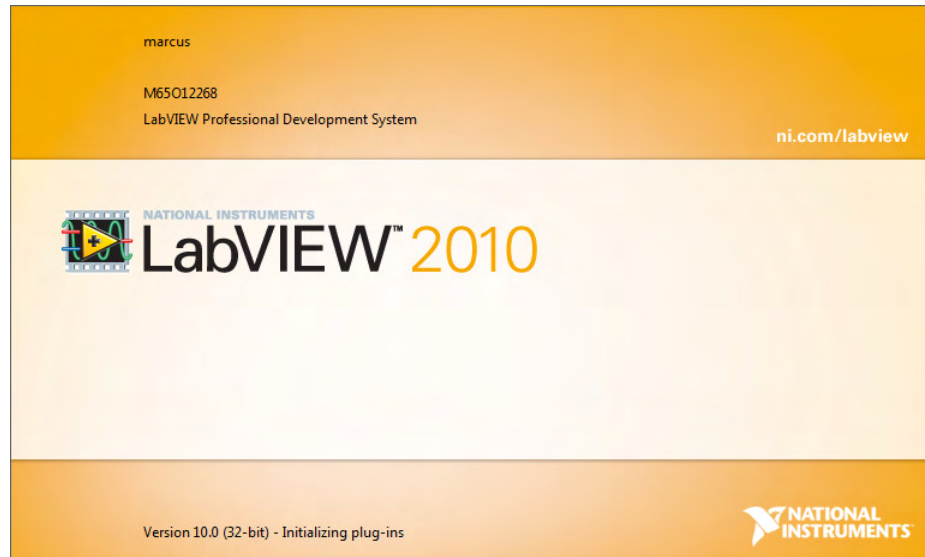 marcus
M65O12268
LabVIEW Professional Development System
ni.com/labview
NATIONAL INSTRUMENTS
LabVIEW™ 2010
Version 10.0 (32-bit) - Initializing plug-ins
NATIONAL
INSTRUMENTS